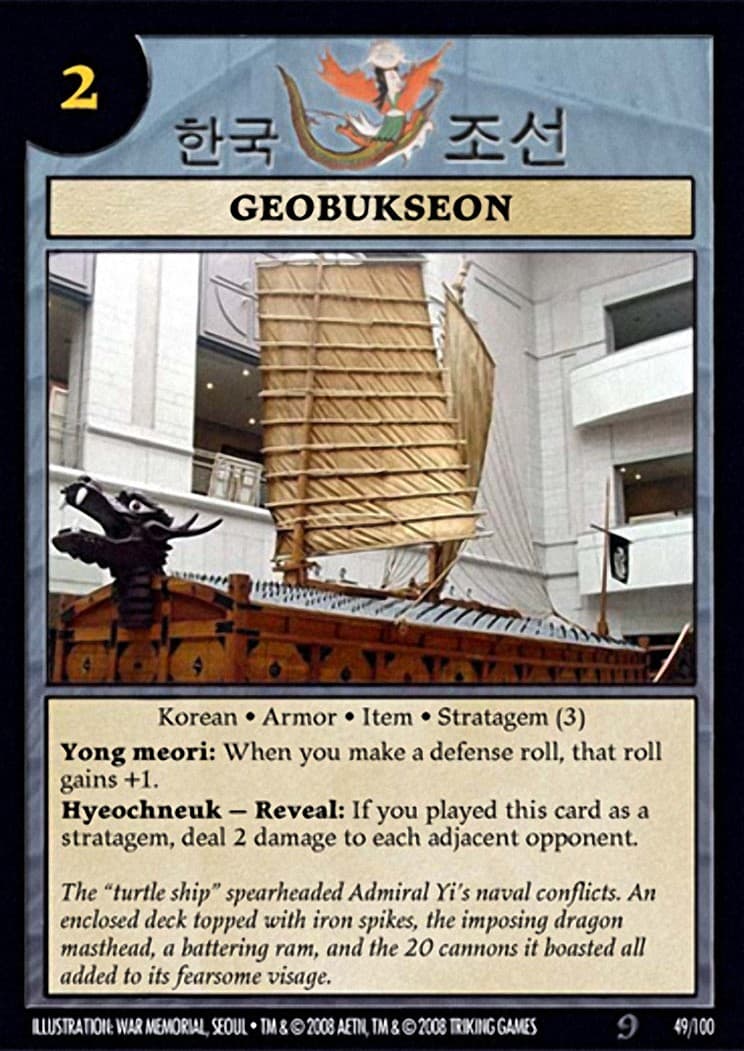 2
한국 조선
GEOBUKSEON
Korean • Armor • Item • Stratagem (3)
Yong meori: When you make a defense roll, that roll
gains +1.
Hyeochneuk – Reveal: If you played this card as a
stratagem, deal 2 damage to each adjacent opponent.
The “turtle ship” spearheaded Admiral Yi’s naval conflicts. An
enclosed deck topped with iron spikes, the imposing dragon
masthead, a battering ram, and the 20 cannons it boasted all
added to its fearsome visage.
ILLUSTRATION: WAR MEMORIAL, SEOUL • TM & © 2008 AETN, TM & © 2008 TRIKING GAMES 9 49/100